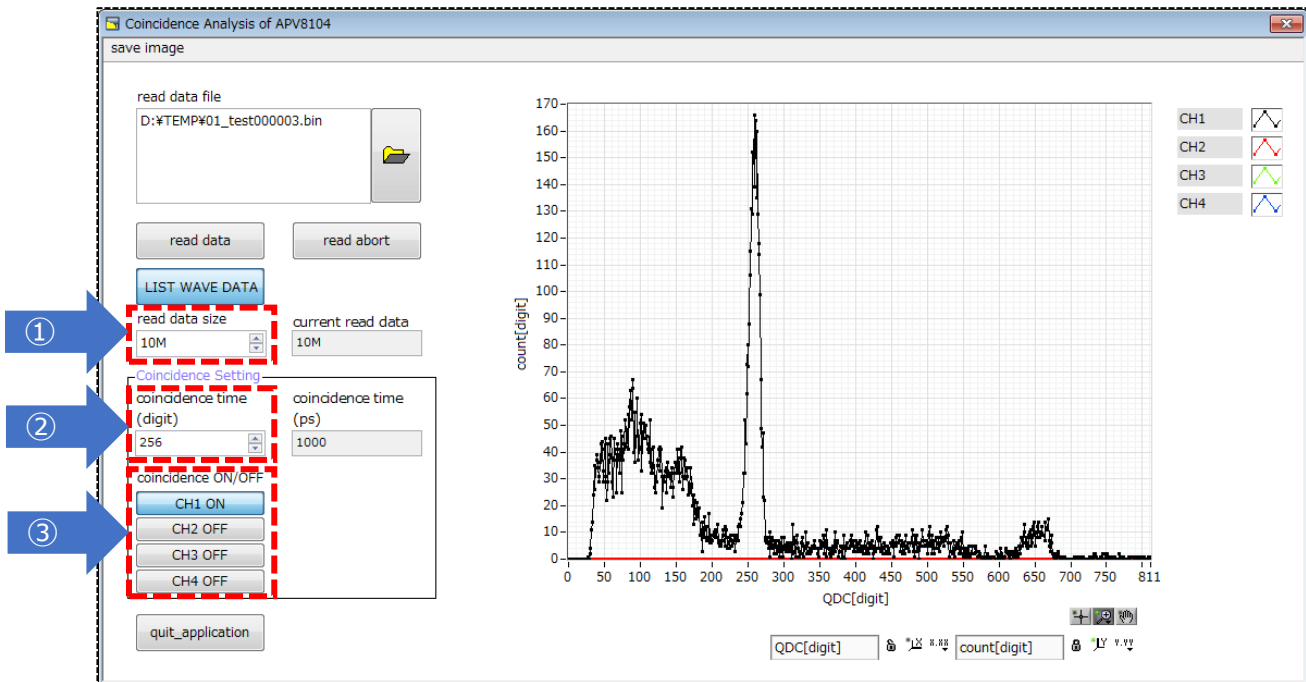 Coincidence Analysis of APV8104
save image
read data file
D:¥TEMP¥01_test000003.bin
read data
read abort
LIST WAVE DATA
①
read data size
current read data
10M
10M
Coincidence Setting
②
coincidence time
(digit)
coincidence time
(ps)
256
1000
③
coincidence ON/OFF
CH1 ON
CH2 OFF
CH3 OFF
CH4 OFF
quit_application
count[digit]
170
160
150
140
130
120
110
100
90
80
70
60
50
40
30
20
10
0
0 50 100 150 200 250 300 350 400 450 500 550 600 650 700 750 811
QDC[digit]
CH1
CH2
CH3
CH4
QDC[digit]
X.XX
count[digit]
Y.YY